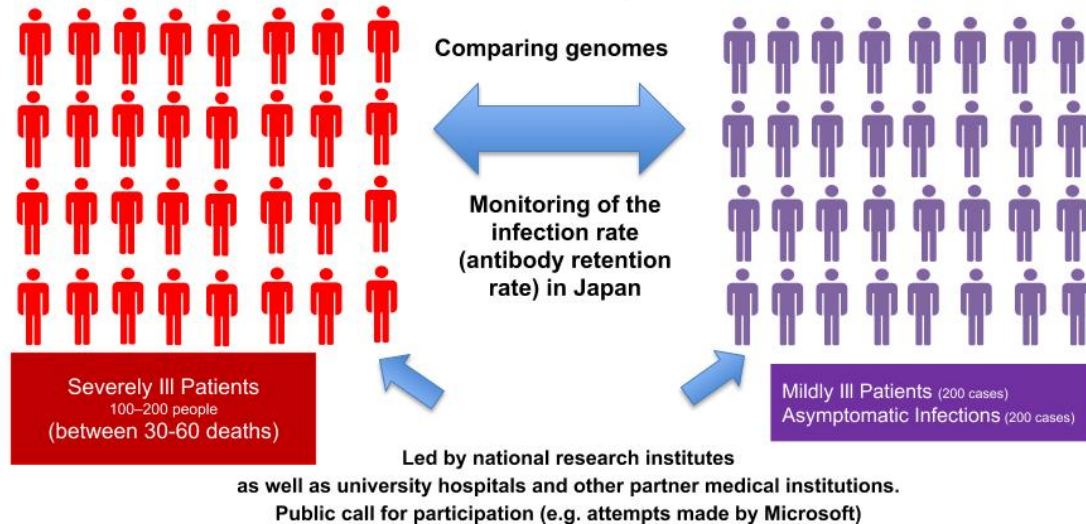 Comparing genomes
Monitoring of the
infection rate
(antibody retention
rate) in Japan
Severely Ill Patients
100–200 people
(between 30-60 deaths)
Mildly Ill Patients (200 cases)
Asymptomatic Infections (200 cases)
Led by national research institutes
as well as university hospitals and other partner medical institutions.
Public call for participation (e.g. attempts made by Microsoft)